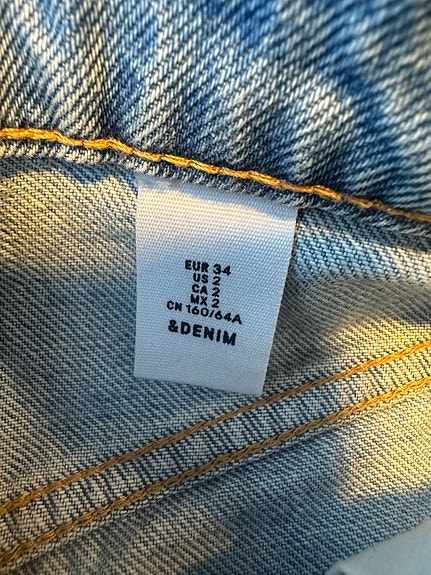 EUR 34
US 2
CA 2
MX 2
CN 160/64A
&DENIM